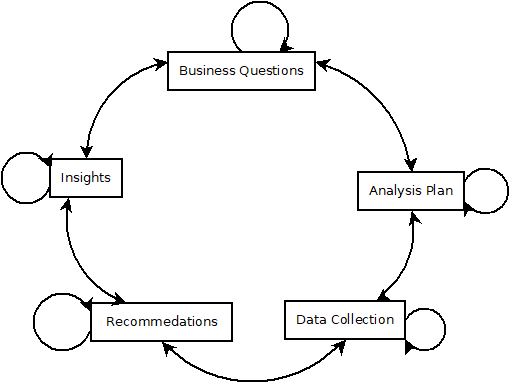 Business Questions
Insights
Analysis Plan
Recommedations
Data Collection